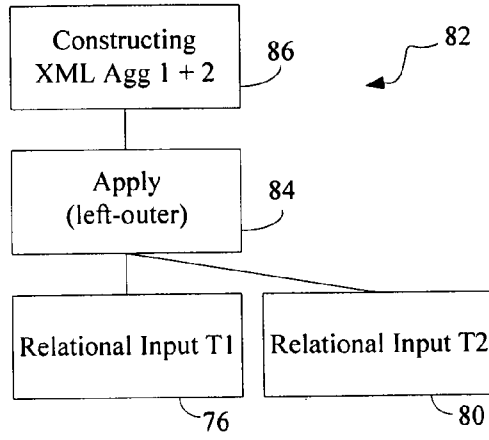 Constructing
XML Agg 1 + 2
86
82
Apply
(left-outer)
84
Relational Input T1
Relational Input T2
76
80